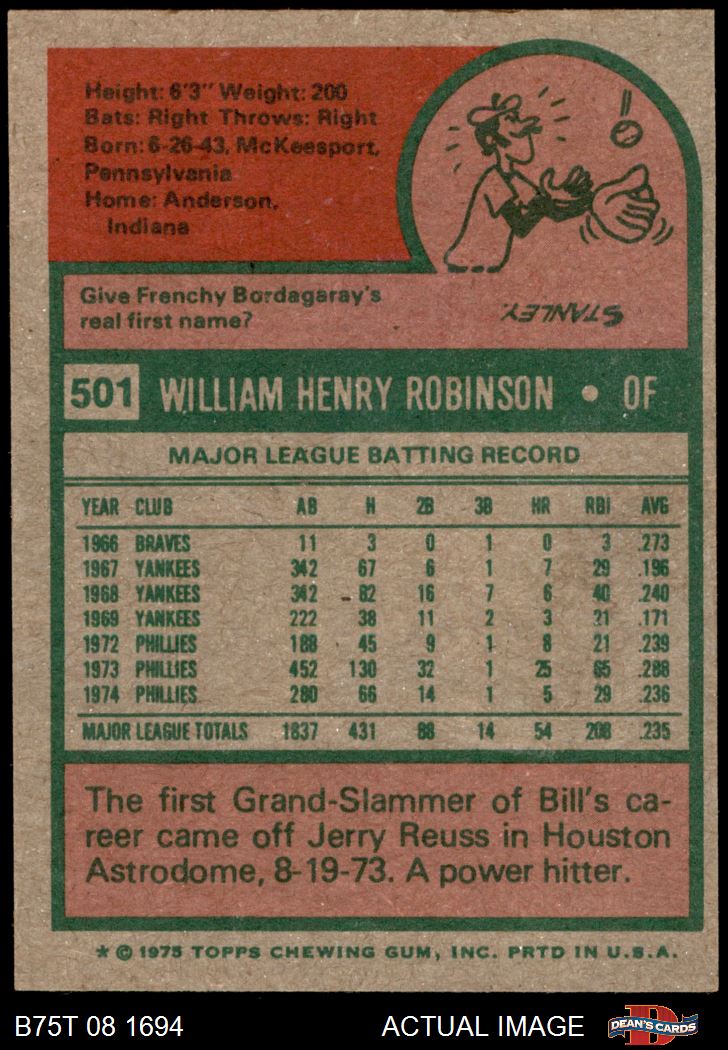 Height: 6'3" Weight: 200
Bats: Right Throws: Right
Born: 6-26-43, McKeesport,
Pennsylvania
Home: Anderson,
Indiana
Give Frenchy Bordagaray's
real first name?
STANLEY.
501 WILLIAM HENRY ROBINSON • OF
MAJOR LEAGUE BATTING RECORD
YEAR CLUB AB H 2B 3B HR RBI AVG
1966 BRAVES 11 3 0 1 0 3 .273
1967 YANKEES 342 67 6 1 7 29 .196
1968 YANKEES 342 82 16 7 6 40 .240
1969 YANKEES 222 38 11 2 3 21 .171
1972 PHILLIES 188 45 9 1 8 21 .239
1973 PHILLIES 452 130 32 1 25 65 .288
1974 PHILLIES 280 66 14 1 5 29 .236
MAJOR LEAGUE TOTALS 1837 431 88 14 54 208 .235
The first Grand-Slammer of Bill's ca-
reer came off Jerry Reuss in Houston
Astrodome, 8-19-73. A power hitter.
* © 1975 TOPPS CHEWING GUM, INC. PRTD IN U.S.A.
B75T 08 1694 ACTUAL IMAGE D DEAN'S CARDS